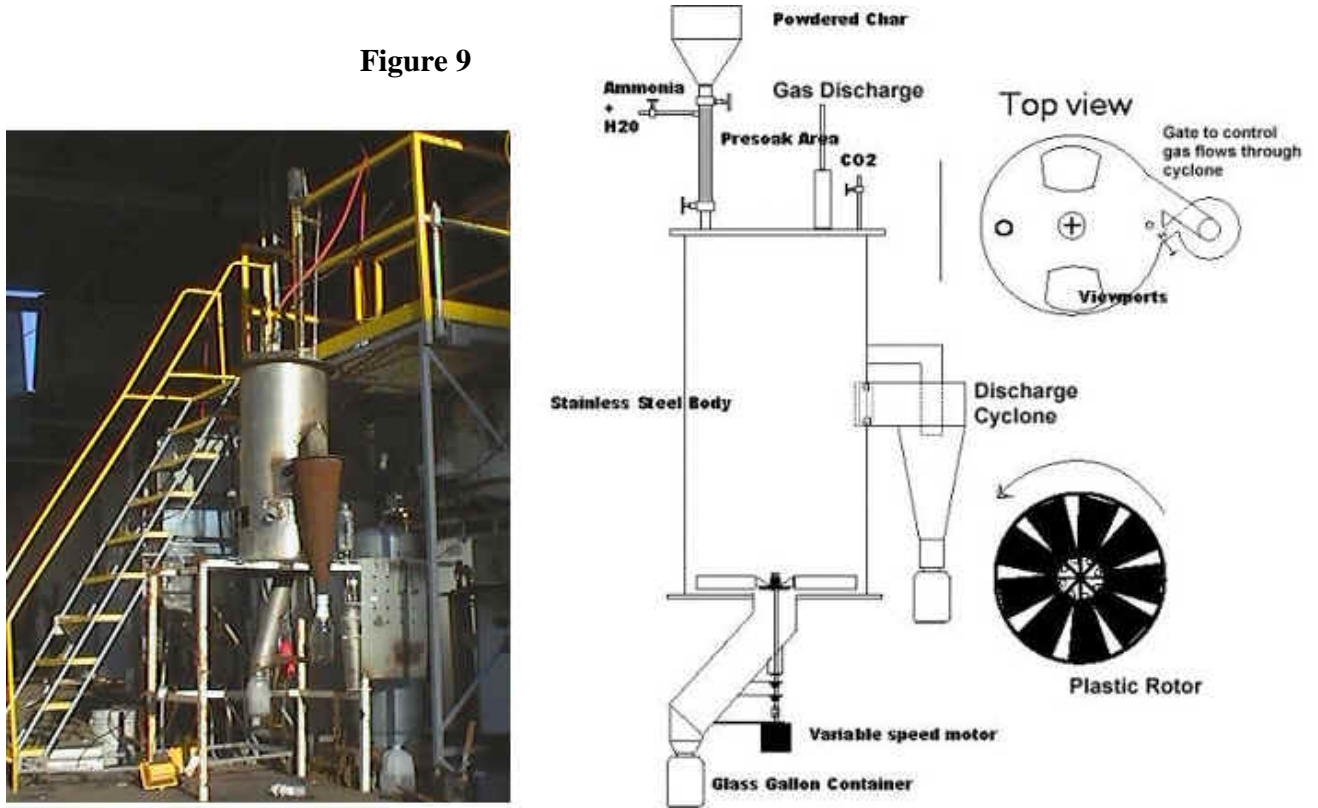 Figure 9
Powdered Char
Ammonia
+
H20
Gas Discharge
Presoak Area
CO2
Top view
Gate to control
gas flows through
cyclone
Viewports
Stainless Steel Body
Discharge
Cyclone
Plastic Rotor
Variable speed motor
Glass Gallon Container